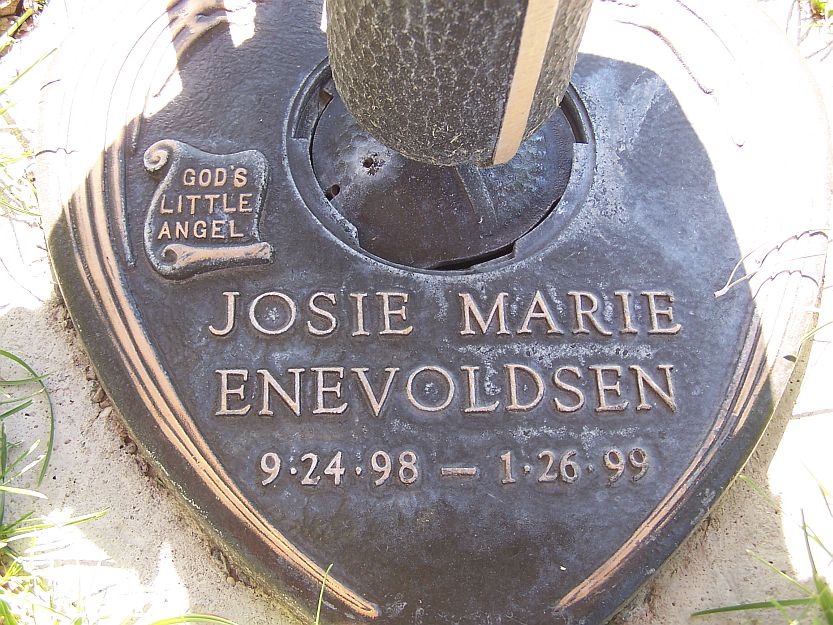 GOD'S
LITTLE
ANGEL
JOSIE MARIE
ENEVOLDSEN
9·24·98 — 1·26·99